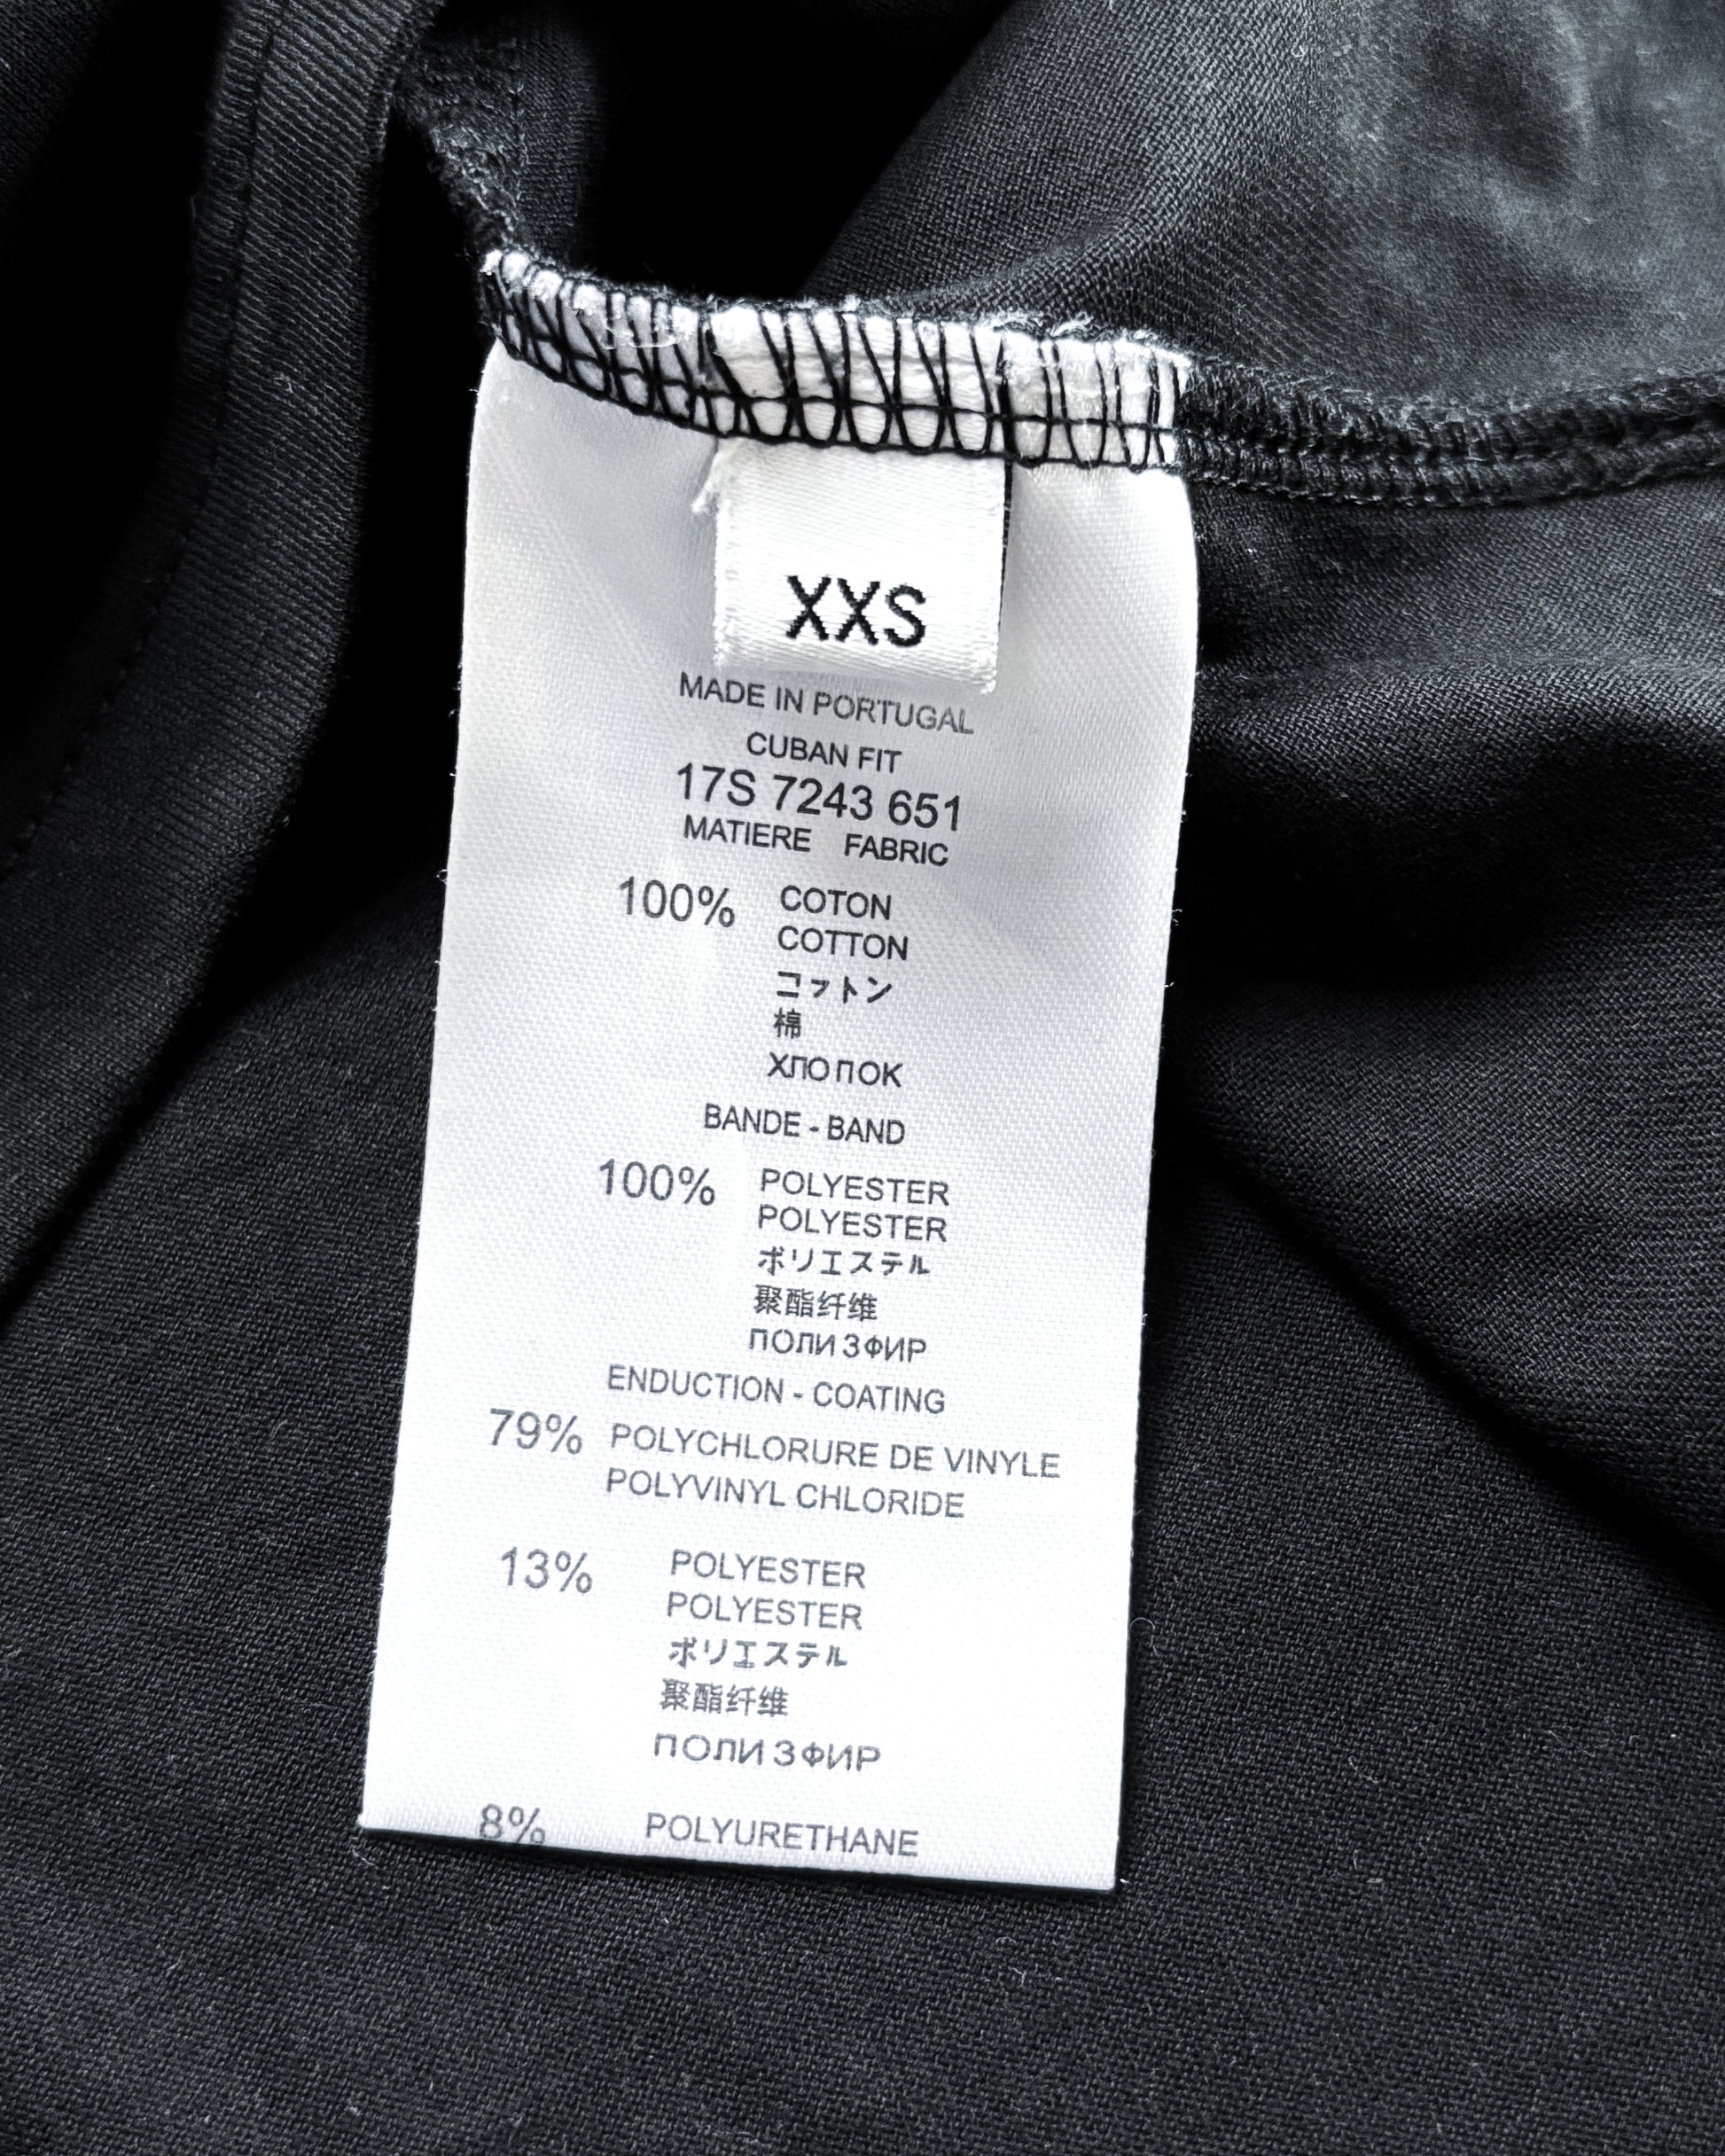 XXS
MADE IN PORTUGAL
CUBAN FIT
17S 7243 651
MATIERE FABRIC
100% COTON
COTTON
コットン
棉
ХЛОПОК
BANDE - BAND
100% POLYESTER
POLYESTER
ポリエステル
聚酯纤维
ПОЛИЗФИР
ENDUCTION - COATING
79% POLYCHLORURE DE VINYLE
POLYVINYL CHLORIDE
13% POLYESTER
POLYESTER
ポリエステル
聚酯纤维
ПОЛИЗФИР
8% POLYURETHANE